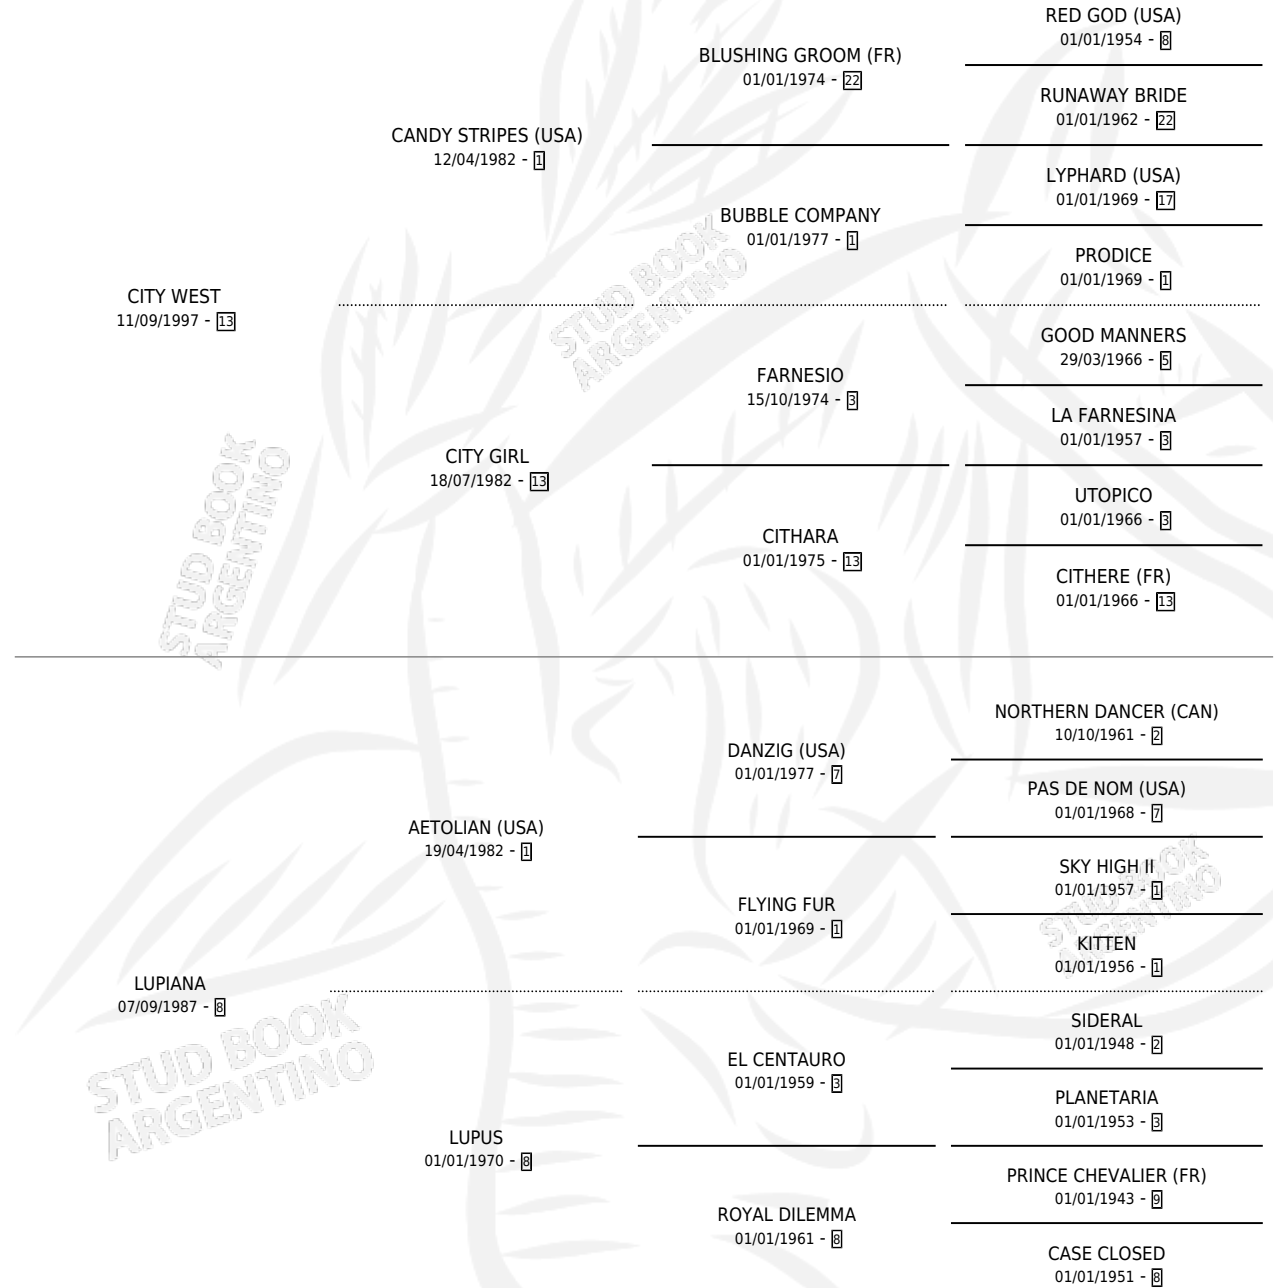 RED GOD (USA)
01/01/1954 - 8
BLUSHING GROOM (FR)
01/01/1974 - 22
RUNAWAY BRIDE
01/01/1962 - 22
CANDY STRIPES (USA)
12/04/1982 - 1
LYPHARD (USA)
01/01/1969 - 17
BUBBLE COMPANY
01/01/1977 - 1
PRODICE
01/01/1969 - 1
CITY WEST
11/09/1997 - 13
STUD BOOK
ARGENTINO
GOOD MANNERS
29/03/1966 - 5
FARNESIO
15/10/1974 - 3
LA FARNESINA
01/01/1957 - 3
CITY GIRL
18/07/1982 - 13
UTOPICO
01/01/1966 - 3
CITHARA
01/01/1975 - 13
CITHERE (FR)
01/01/1966 - 13
STUD BOOK
ARGENTINO
NORTHERN DANCER (CAN)
10/10/1961 - 2
DANZIG (USA)
01/01/1977 - 7
PAS DE NOM (USA)
01/01/1968 - 7
AETOLIAN (USA)
19/04/1982 - 1
SKY HIGH II
01/01/1957 - 1
FLYING FUR
01/01/1969 - 1
KITTEN
01/01/1956 - 1
STUD BOOK
ARGENTINO
LUPIANA
07/09/1987 - 8
SIDERAL
01/01/1948 - 2
EL CENTAURO
01/01/1959 - 3
PLANETARIA
01/01/1953 - 3
STUD BOOK
ARGENTINO
LUPUS
01/01/1970 - 8
PRINCE CHEVALIER (FR)
01/01/1943 - 9
ROYAL DILEMMA
01/01/1961 - 8
CASE CLOSED
01/01/1951 - 8